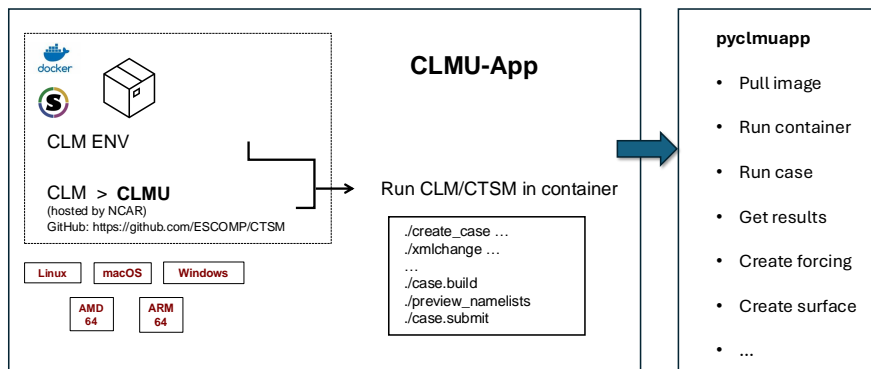 docker
S
CLM ENV
CLM > CLMU
(hosted by NCAR)
GitHub: https://github.com/ESCOMP/CTSM
Linux
macOS
Windows
AMD
64
ARM
64
CLMU-App
Run CLM/CTSM in container
./create_case …
./xmlchange …
…
./case.build
./preview_namelists
./case.submit
pyclmuapp
• Pull image
• Run container
• Run case
• Get results
• Create forcing
• Create surface
• …